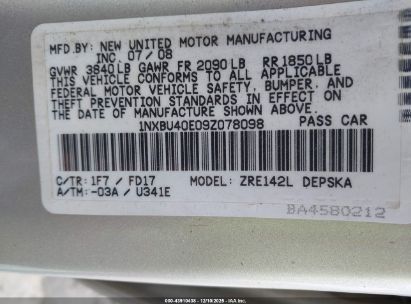 MFD.BY: NEW UNITED MOTOR MANUFACTURING
INC 07 / 08
GVWR 3640LB GAWR FR 2090LB RR1850LB
THIS VEHICLE CONFORMS TO ALL APPLICABLE
FEDERAL MOTOR VEHICLE SAFETY, BUMPER, AND
THEFT PREVENTION STANDARDS IN EFFECT ON
THE DATE OF MANUFACTURE SHOWN ABOVE.
1NXBU40E09Z078098 PASS CAR
C/TR: 1F7 / FD17 MODEL: ZRE142L DEPSKA
A/TM: -03A / U341E
BA4580212